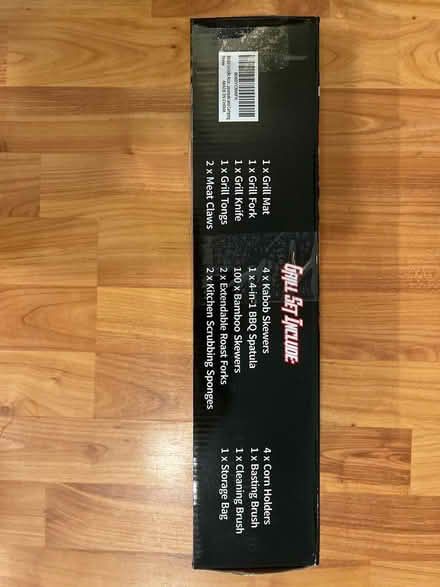 GRILL SET INCLUDE:
1 x Grill Mat
1 x Grill Fork
1 x Grill Knife
1 x Grill Tongs
2 x Meat Claws
4 x Kabob Skewers
1 x 4-in-1 BBQ Spatula
100 x Bamboo Skewers
2 x Extendable Roast Forks
2 x Kitchen Scrubbing Sponges
4 x Corn Holders
1 x Basting Brush
1 x Cleaning Brush
1 x Storage Bag